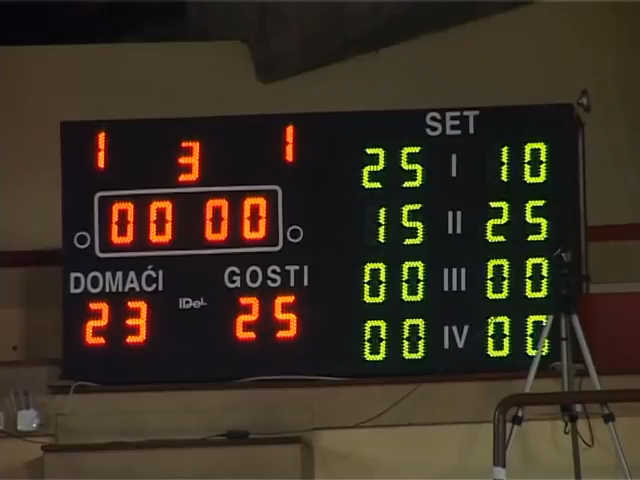 1 3 1
00 00
DOMAĆI GOSTI
IDeL
23 25
SET
25 I 10
15 II 25
00 III 00
00 IV 00